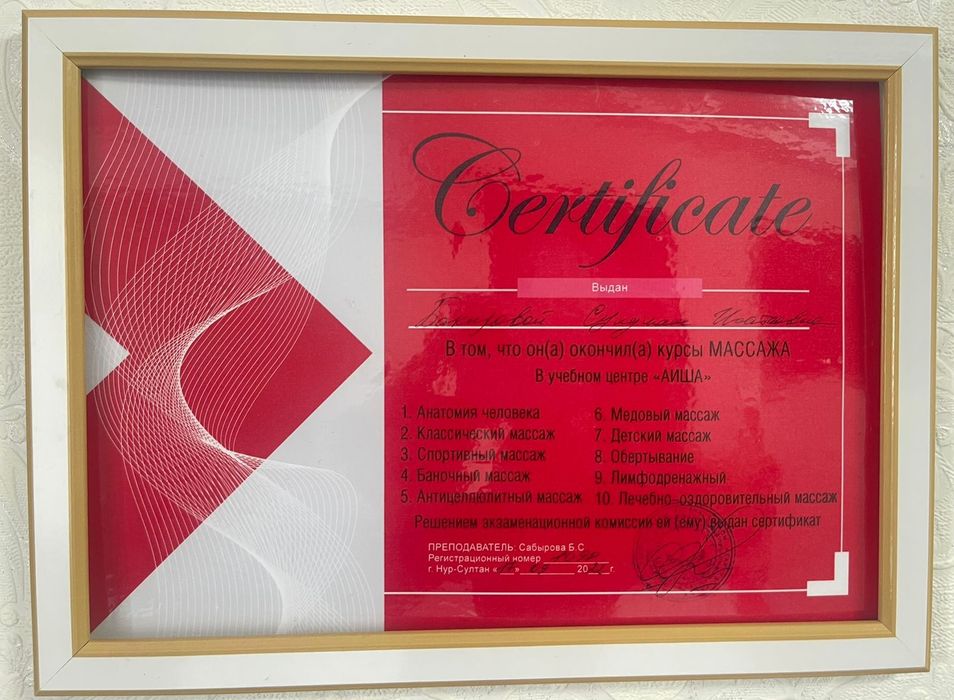 Certificate
Выдан
В том, что он(а) окончил(а) курсы МАССАЖА
В учебном центре «АИША»
1. Анатомия человека
2. Классический массаж
3. Спортивный массаж
4. Баночный массаж
5. Антицеллюлитный массаж
6. Медовый массаж
7. Детский массаж
8. Обертывание
9. Лимфодренажный
10. Лечебно-оздоровительный массаж
Решением экзаменационной комиссии ей (ему) выдан сертификат
ПРЕПОДАВАТЕЛЬ: Сабырова Б.С
Регистрационный номер
г. Нур-Султан « » 20 г.